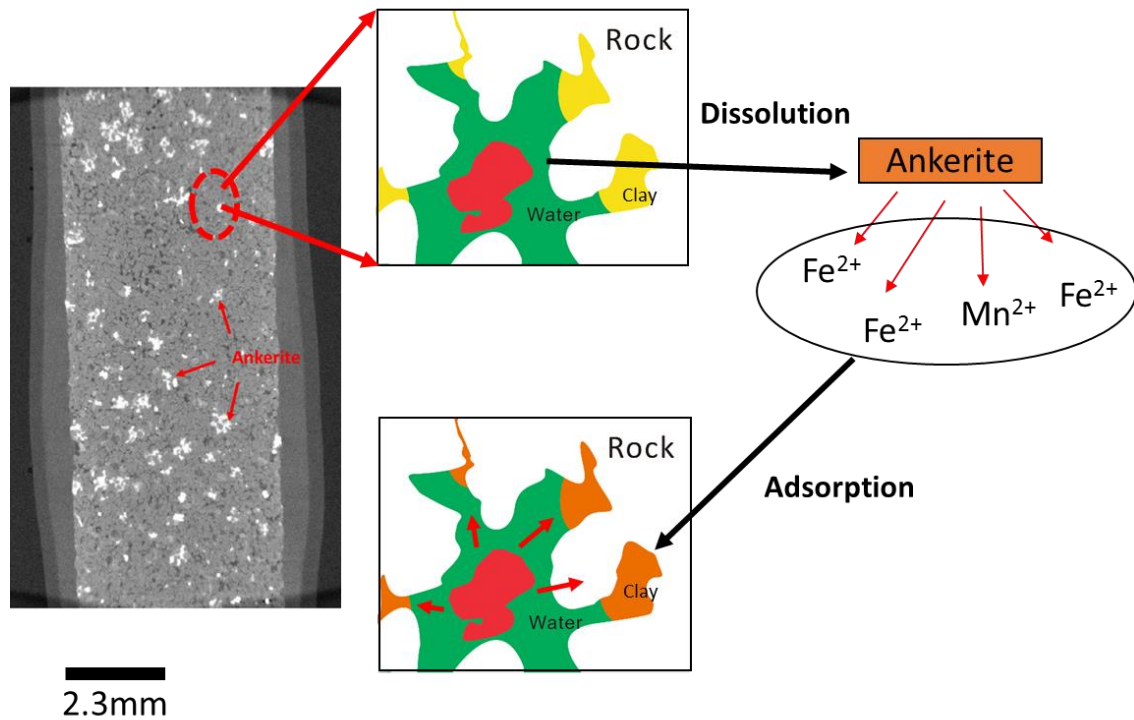 Rock
Clay
Water
Dissolution
Ankerite
Fe²⁺
Fe²⁺
Mn²⁺
Fe²⁺
Ankerite
Rock
Clay
Water
Adsorption
2.3mm